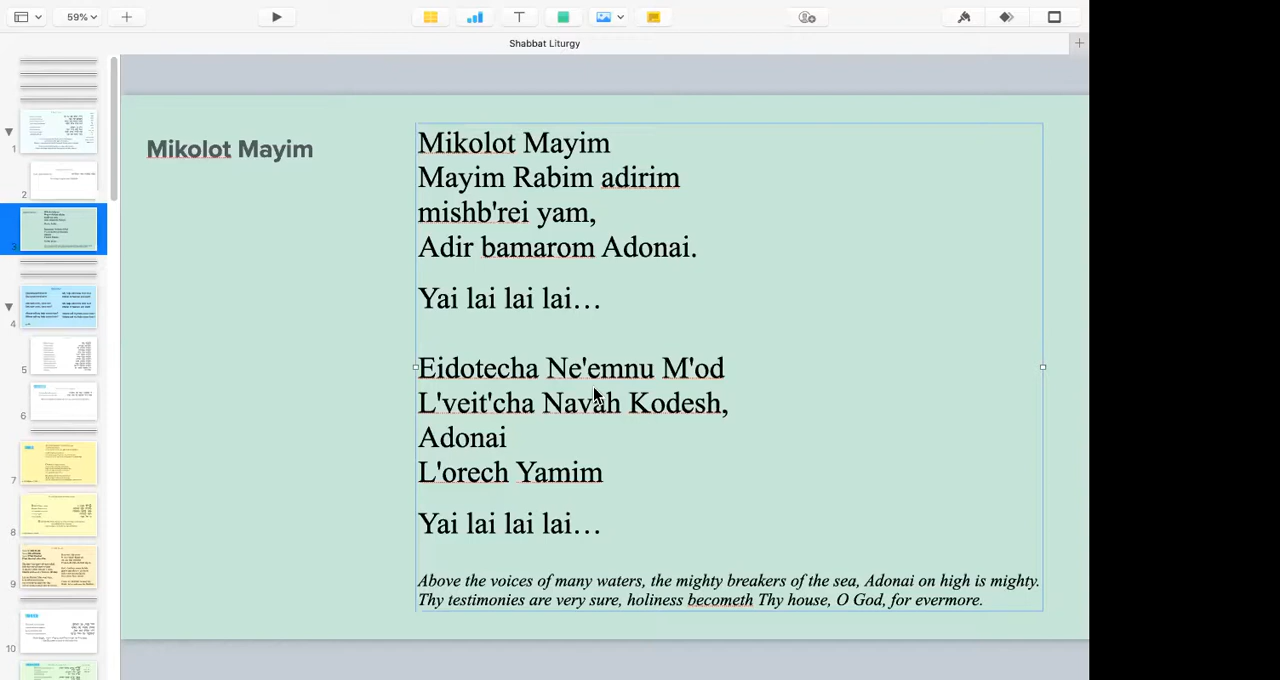 59%
Shabbat Liturgy
Mikolot Mayim
Mikolot Mayim
Mayim Rabim adirim
mishb'rei yam,
Adir bamarom Adonai.
Yai lai lai lai…
Eidotecha Ne'emnu M'od
L'veit'cha Navah Kodesh,
Adonai
L'orech Yamim
Yai lai lai lai…
Above the voices of many waters, the mighty breakers of the sea, Adonai on high is mighty.
Thy testimonies are very sure, holiness becometh Thy house, O God, for evermore.
1
2
3
4
5
6
7
8
9
10